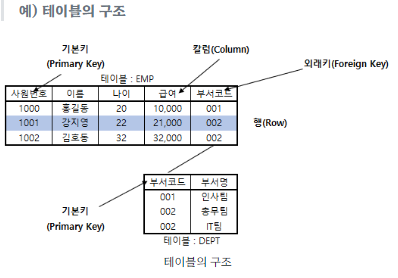 예) 테이블의 구조
기본키
(Primary Key)
칼럼(Column)
외래키(Foreign Key)
테이블 : EMP
사원번호 이름 나이 급여 부서코드
1000 홍길동 20 10,000 001
1001 강지영 22 21,000 002
1002 김호동 32 32,000 002
행(Row)
부서코드 부서명
001 인사팀
002 총무팀
002 IT팀
기본키
(Primary Key)
테이블 : DEPT
테이블의 구조